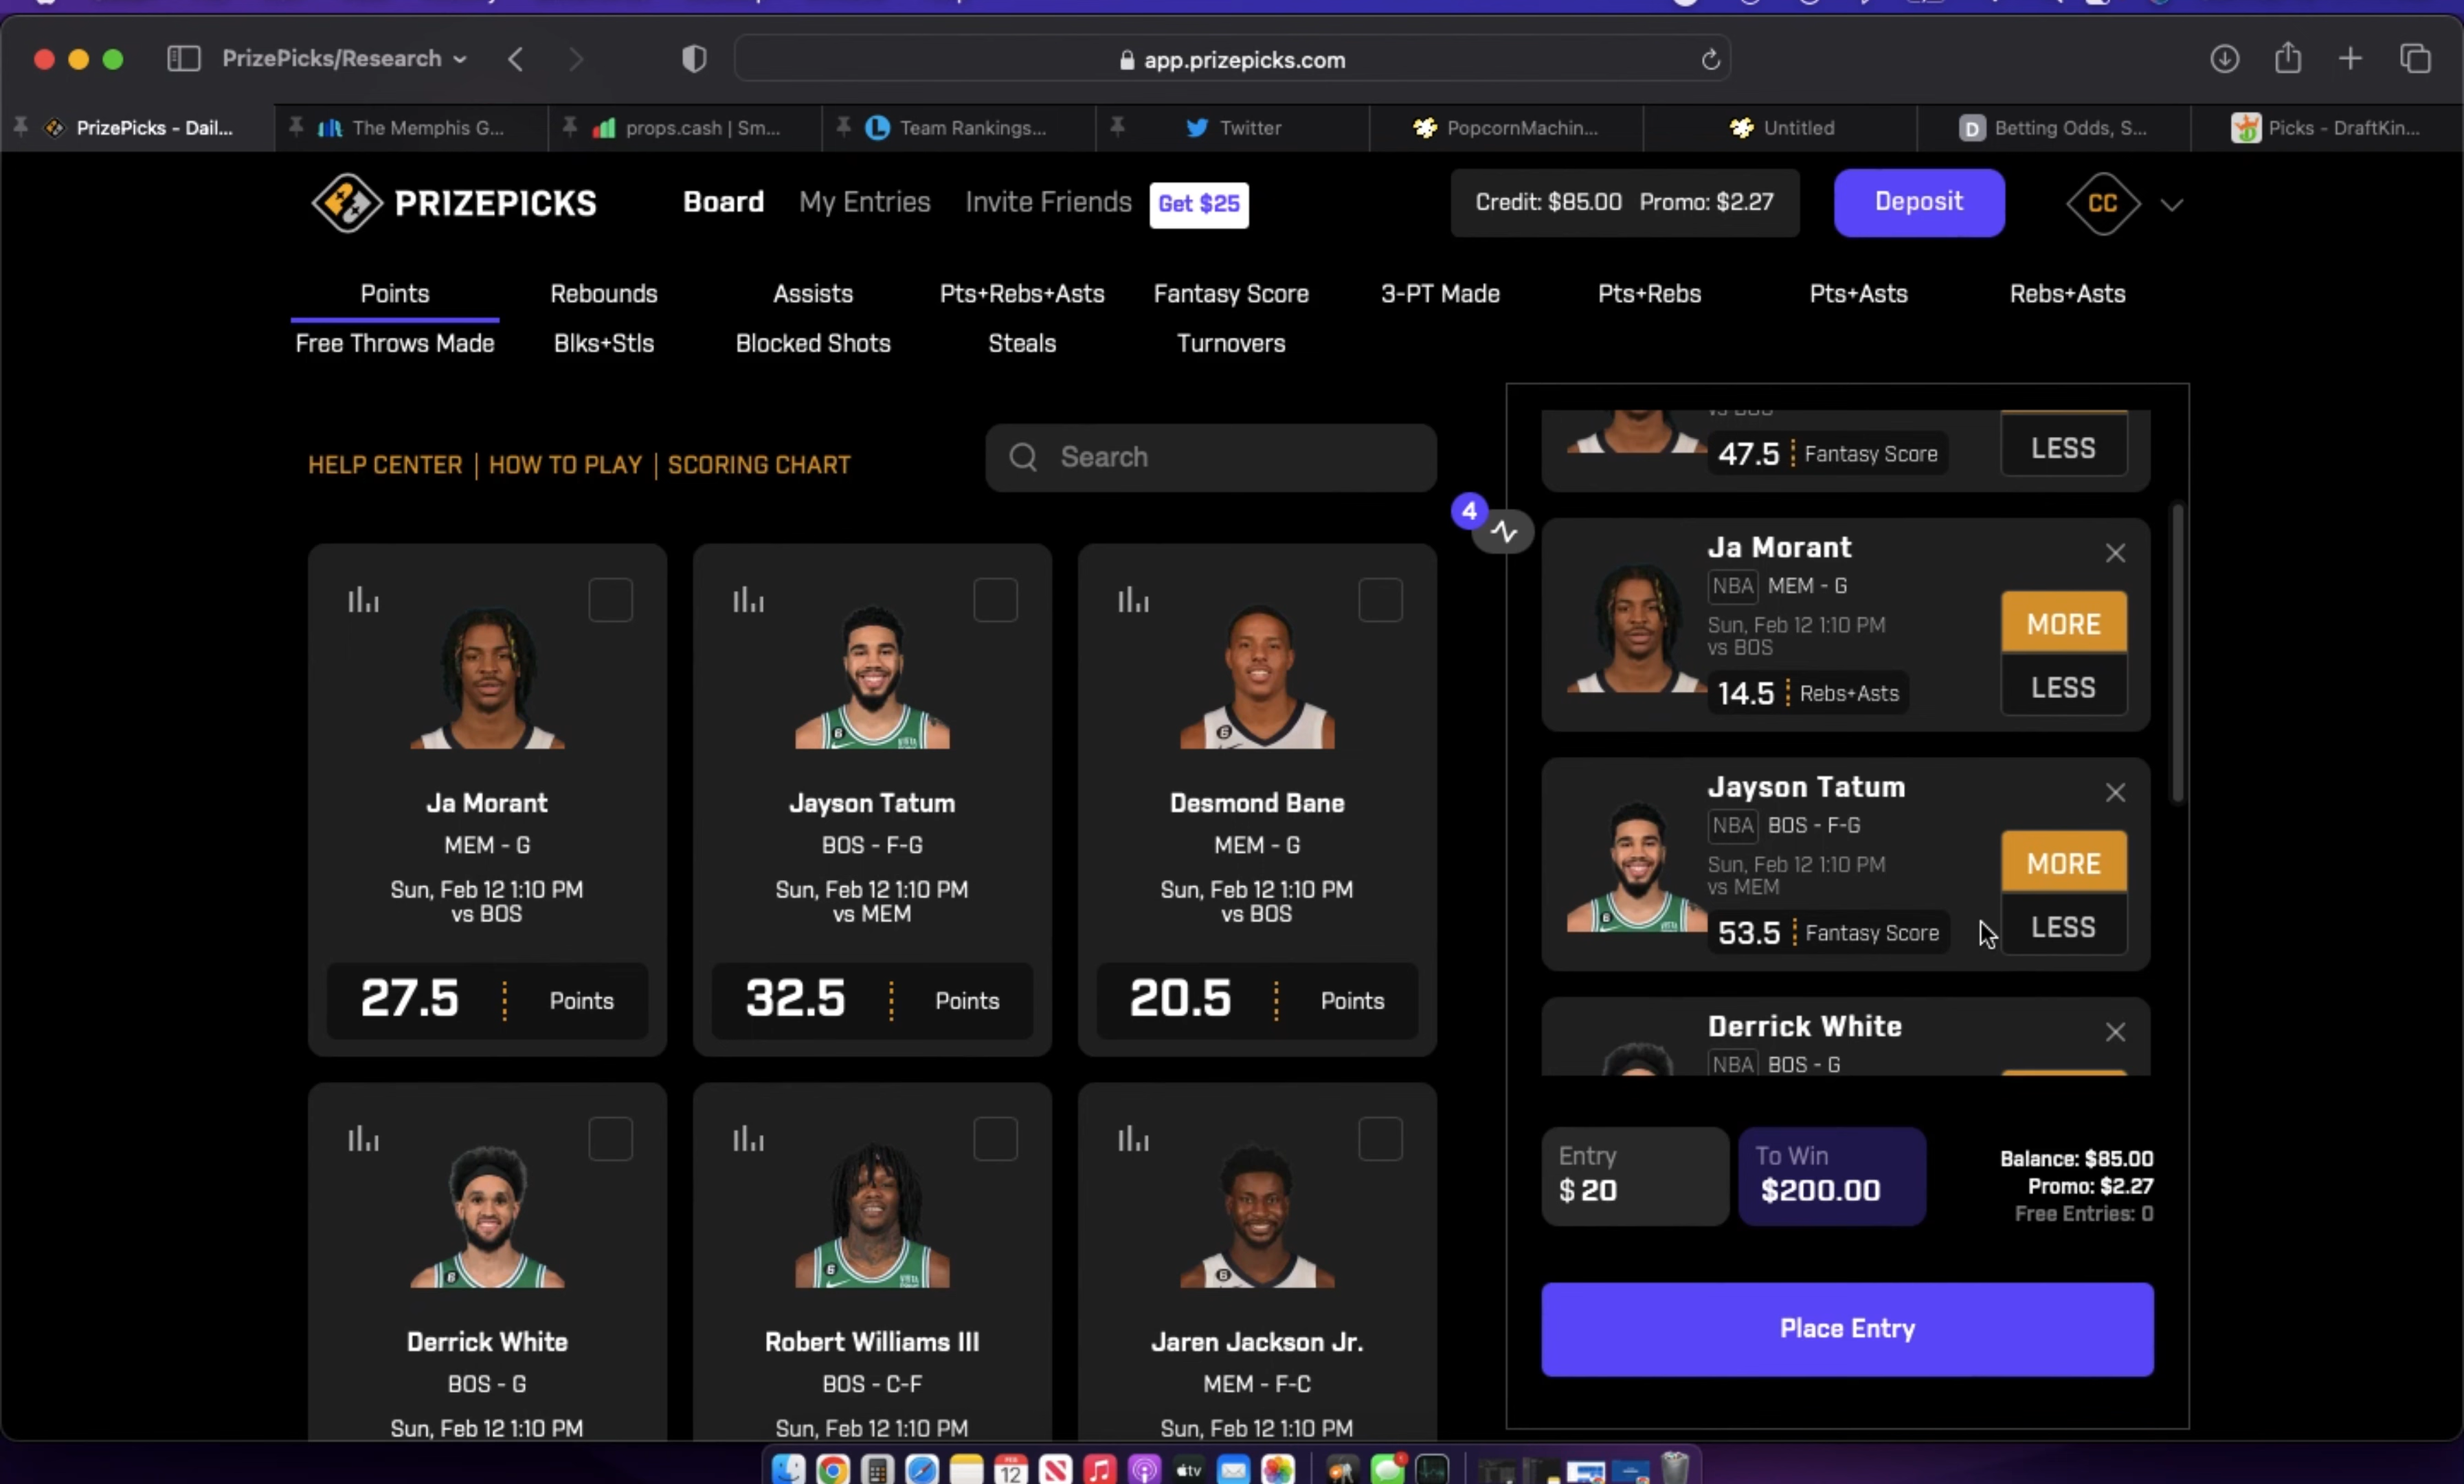 PrizePicks/Research
app.prizepicks.com
PrizePicks - Dail...
The Memphis G...
props.cash | Sm...
Team Rankings...
Twitter
PopcornMachin...
Untitled
Betting Odds, S...
Picks - DraftKin...
PRIZEPICKS
Board
My Entries
Invite Friends
Get $25
Credit: $85.00 Promo: $2.27
Deposit
CC
Points
Rebounds
Assists
Pts+Rebs+Asts
Fantasy Score
3-PT Made
Pts+Rebs
Pts+Asts
Rebs+Asts
Free Throws Made
Blks+Stls
Blocked Shots
Steals
Turnovers
HELP CENTER | HOW TO PLAY | SCORING CHART
Search
Ja Morant
MEM - G
Sun, Feb 12 1:10 PM
vs BOS
27.5 Points
Jayson Tatum
BOS - F-G
Sun, Feb 12 1:10 PM
vs MEM
32.5 Points
Desmond Bane
MEM - G
Sun, Feb 12 1:10 PM
vs BOS
20.5 Points
Derrick White
BOS - G
Sun, Feb 12 1:10 PM
Robert Williams III
BOS - C-F
Sun, Feb 12 1:10 PM
Jaren Jackson Jr.
MEM - F-C
Sun, Feb 12 1:10 PM
4
vs BOS
47.5 Fantasy Score
LESS
Ja Morant
NBA MEM - G
Sun, Feb 12 1:10 PM
vs BOS
14.5 Rebs+Asts
MORE
LESS
Jayson Tatum
NBA BOS - F-G
Sun, Feb 12 1:10 PM
vs MEM
53.5 Fantasy Score
MORE
LESS
Derrick White
NBA BOS - G
Entry
$ 20
To Win
$200.00
Balance: $85.00
Promo: $2.27
Free Entries: 0
Place Entry
12
tv